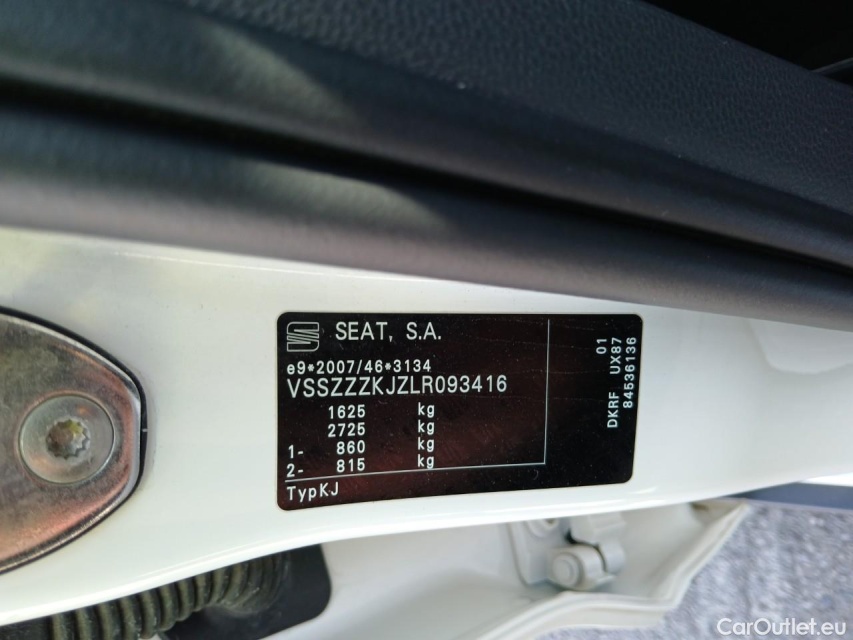 SEAT, S.A.
e9*2007/46*3134
VSSZZZKJZLR093416
1625 kg
2725 kg
1- 860 kg
2- 815 kg
TypKJ
01
DKRF UX87
84536136
CarOutlet.eu